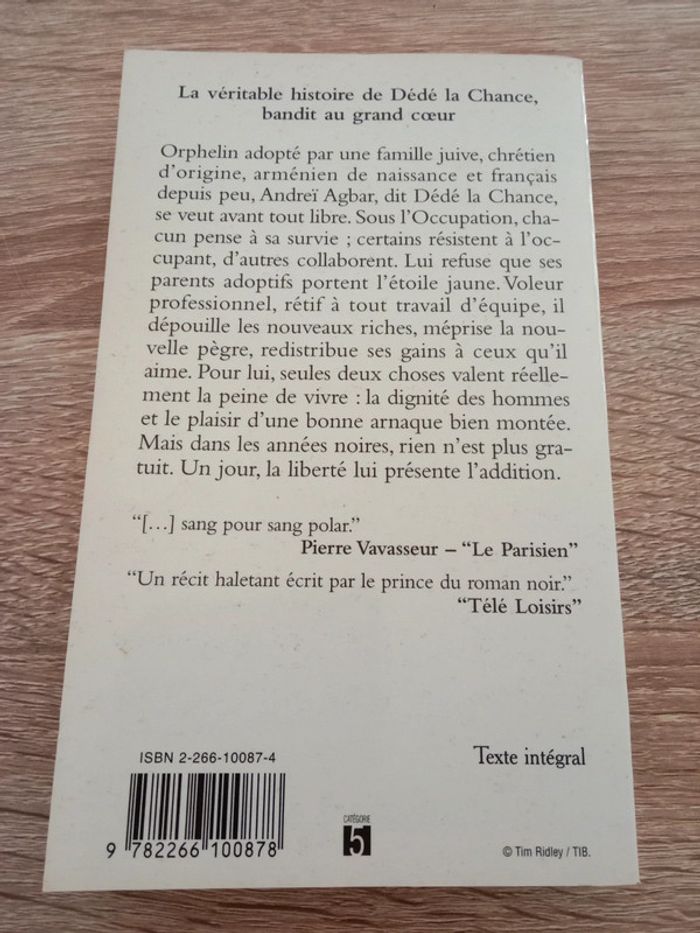 La véritable histoire de Dédé la Chance,
bandit au grand cœur
Orphelin adopté par une famille juive, chrétien
d'origine, arménien de naissance et français
depuis peu, Andreï Agbar, dit Dédé la Chance,
se veut avant tout libre. Sous l'Occupation, cha-
cun pense à sa survie ; certains résistent à l'oc-
cupant, d'autres collaborent. Lui refuse que ses
parents adoptifs portent l'étoile jaune. Voleur
professionnel, rétif à tout travail d'équipe, il
dépouille les nouveaux riches, méprise la nou-
velle pègre, redistribue ses gains à ceux qu'il
aime. Pour lui, seules deux choses valent réelle-
ment la peine de vivre : la dignité des hommes
et le plaisir d'une bonne arnaque bien montée.
Mais dans les années noires, rien n'est plus gra-
tuit. Un jour, la liberté lui présente l'addition.
“[…] sang pour sang polar.”
Pierre Vavasseur – “Le Parisien”
“Un récit haletant écrit par le prince du roman noir.”
“Télé Loisirs”
ISBN 2-266-10087-4
Texte intégral
9 782266 100878
CATÉGORIE
5
© Tim Ridley / TIB.